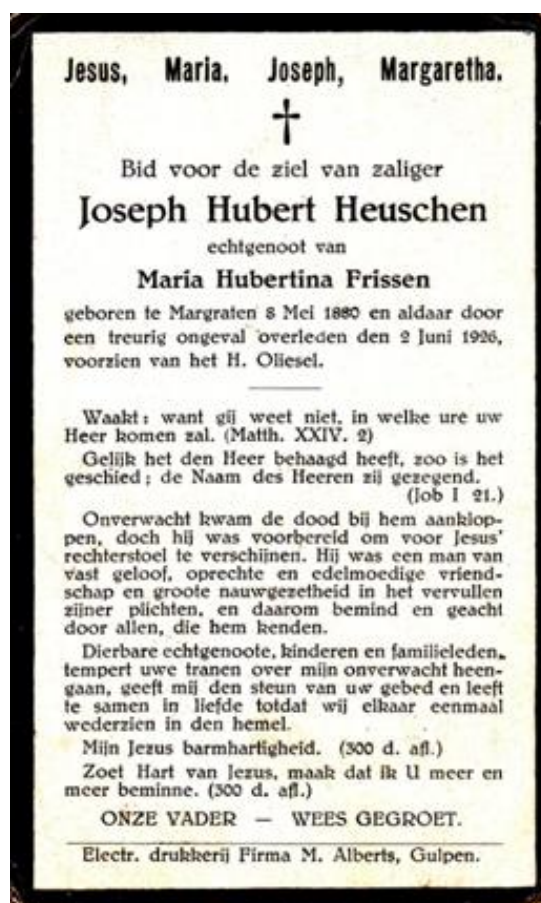 Jesus, Maria, Joseph, Margaretha.
Bid voor de ziel van zaliger
Joseph Hubert Heuschen
echtgenoot van
Maria Hubertina Frissen
geboren te Margraten 8 Mei 1880 en aldaar door
een treurig ongeval overleden den 2 Juni 1926,
voorzien van het H. Oliesel.
Waakt: want gij weet niet, in welke ure uw
Heer komen zal. (Matth. XXIV. 2)
Gelijk het den Heer behaagd heeft, zoo is het
geschied; de Naam des Heeren zij gezegend.
(Job I 21.)
Onverwacht kwam de dood bij hem aanklop-
pen, doch hij was voorbereid om voor Jesus'
rechterstoel te verschijnen. Hij was een man van
vast geloof, oprechte en edelmoedige vriend-
schap en groote nauwgezetheid in het vervullen
zijner plichten, en daarom bemind en geacht
door allen, die hem kenden.
Dierbare echtgenoote, kinderen en familieleden,
tempert uwe tranen over mijn onverwacht heen-
gaan, geeft mij den steun van uw gebed en leeft
te samen in liefde totdat wij elkaar eenmaal
wederzien in den hemel.
Mijn Jezus barmhartigheid. (300 d. afl.)
Zoet Hart van Jezus, maak dat ik U meer en
meer beminne. (300 d. afl.)
ONZE VADER — WEES GEGROET.
Electr. drukkerij Firma M. Alberts, Gulpen.